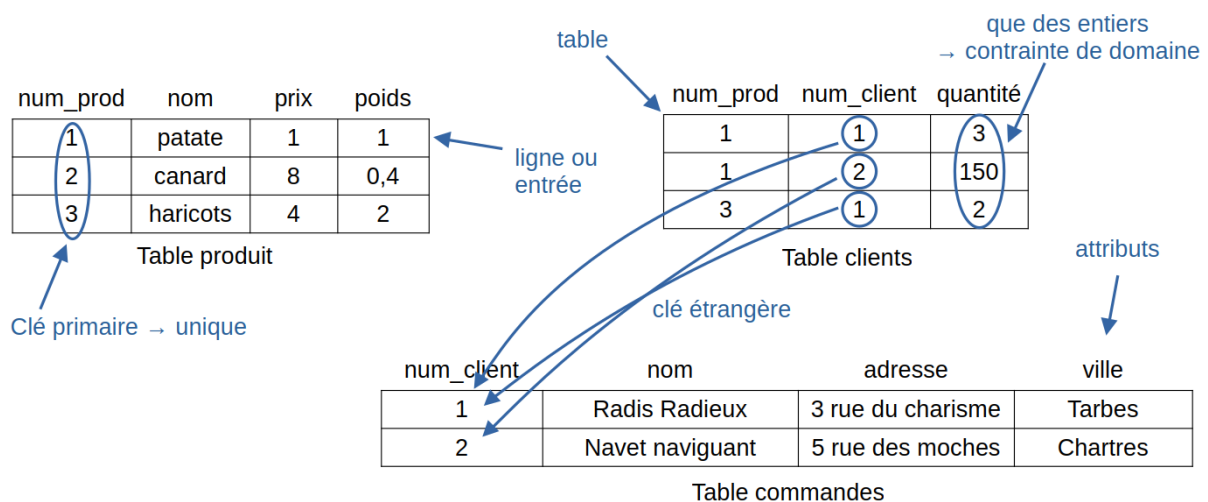 que des entiers
table
→ contrainte de domaine
num_prod nom prix poids
1 patate 1 1
2 canard 8 0,4
3 haricots 4 2
Table produit
ligne ou
entrée
Clé primaire → unique
num_prod num_client quantité
1 1 3
1 2 150
3 1 2
Table clients
attributs
clé étrangère
num_client nom adresse ville
1 Radis Radieux 3 rue du charisme Tarbes
2 Navet naviguant 5 rue des moches Chartres
Table commandes